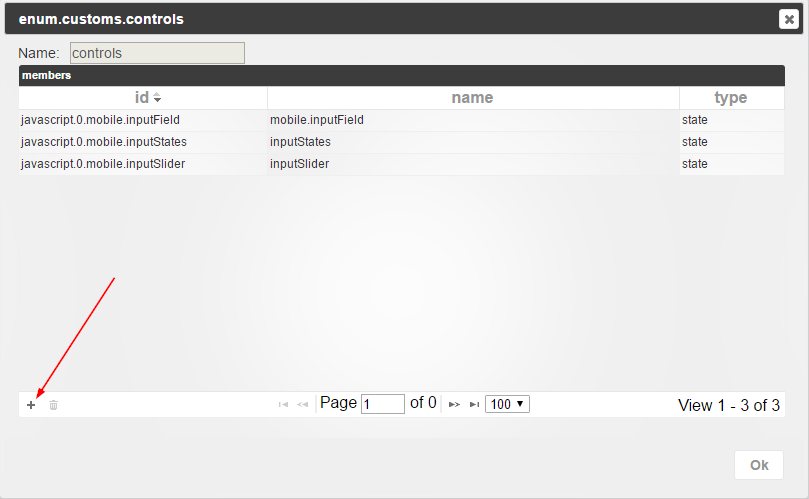 enum.customs.controls
Name: controls
members
id name type
javascript.0.mobile.inputField mobile.inputField state
javascript.0.mobile.inputStates inputStates state
javascript.0.mobile.inputSlider inputSlider state
Page 1 of 0 100 View 1 - 3 of 3
Ok